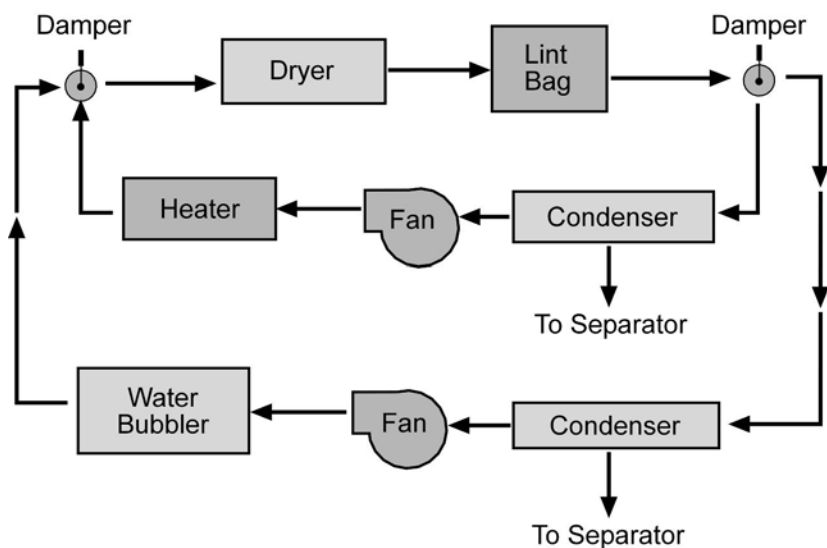 Damper
Damper
Dryer
Lint
Bag
Heater
Fan
Condenser
To Separator
Water
Bubbler
Fan
Condenser
To Separator